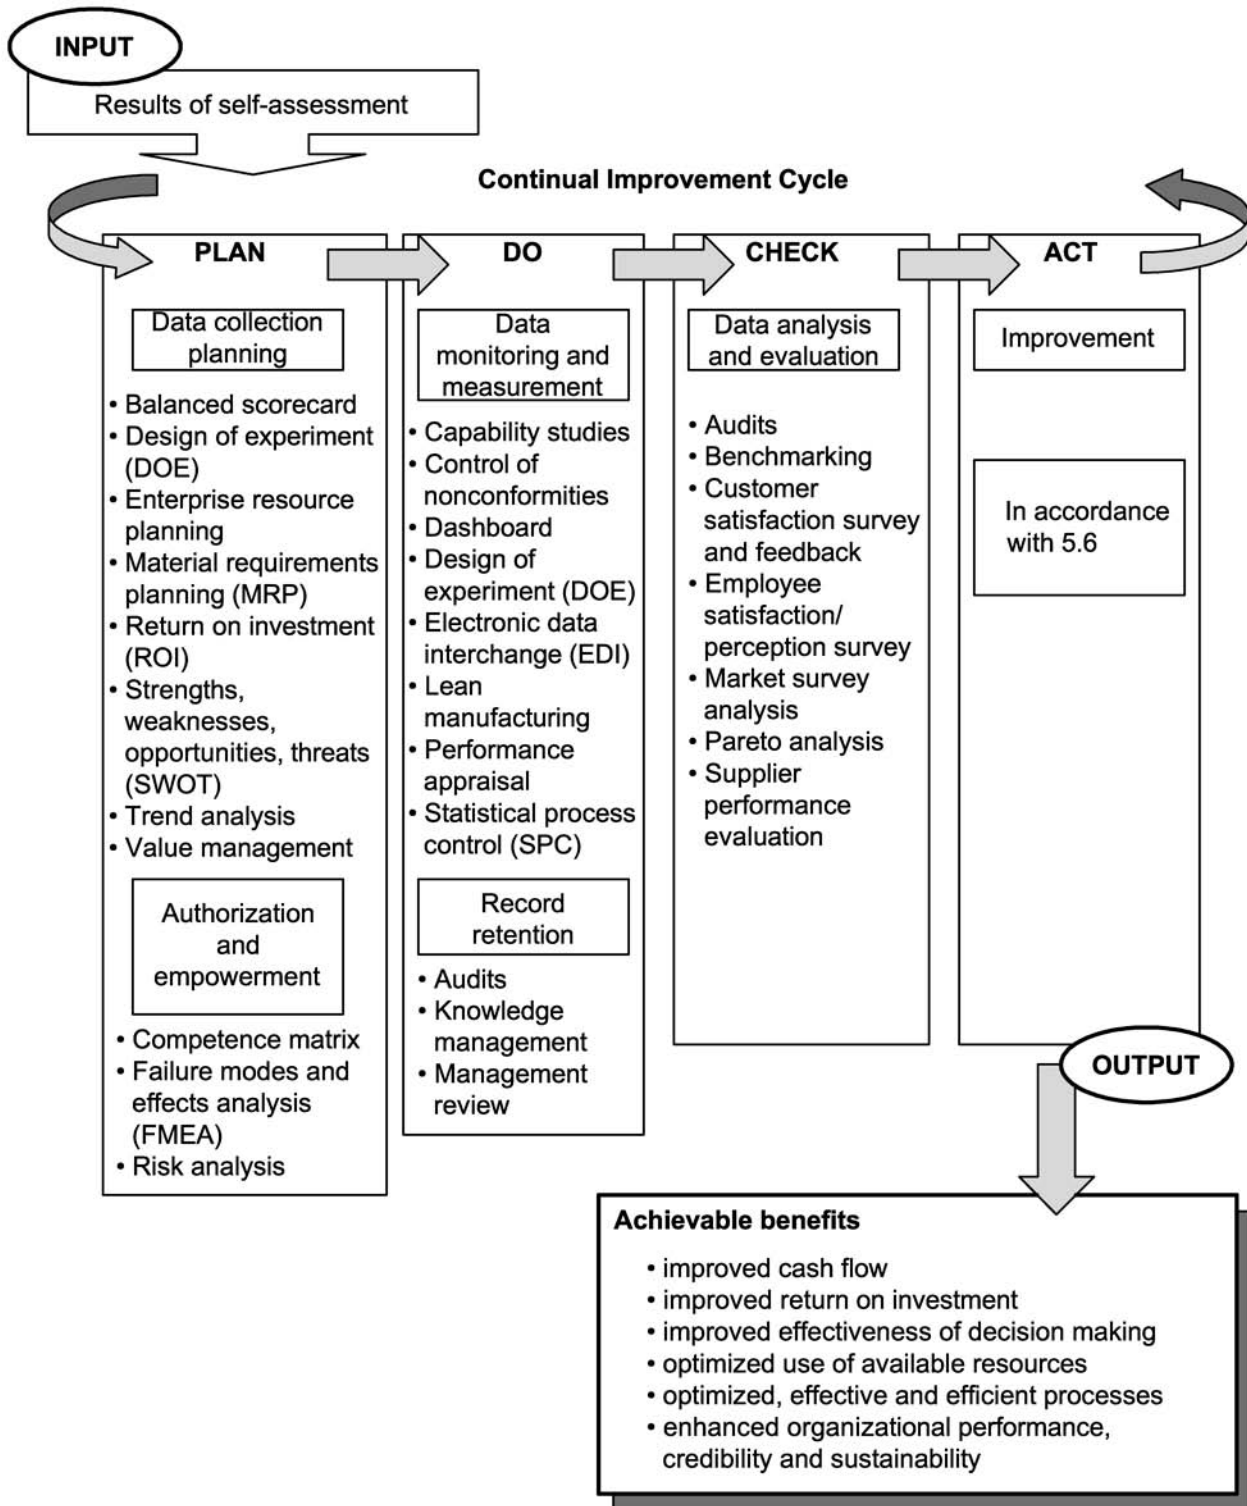 INPUT
Results of self-assessment
Continual Improvement Cycle
PLAN
Data collection
planning
• Balanced scorecard
• Design of experiment
(DOE)
• Enterprise resource
planning
• Material requirements
planning (MRP)
• Return on investment
(ROI)
• Strengths,
weaknesses,
opportunities, threats
(SWOT)
• Trend analysis
• Value management
Authorization
and
empowerment
• Competence matrix
• Failure modes and
effects analysis
(FMEA)
• Risk analysis
DO
Data
monitoring and
measurement
• Capability studies
• Control of
nonconformities
• Dashboard
• Design of
experiment (DOE)
• Electronic data
interchange (EDI)
• Lean
manufacturing
• Performance
appraisal
• Statistical process
control (SPC)
Record
retention
• Audits
• Knowledge
management
• Management
review
CHECK
Data analysis
and evaluation
• Audits
• Benchmarking
• Customer
satisfaction survey
and feedback
• Employee
satisfaction/
perception survey
• Market survey
analysis
• Pareto analysis
• Supplier
performance
evaluation
ACT
Improvement
In accordance
with 5.6
OUTPUT
Achievable benefits
• improved cash flow
• improved return on investment
• improved effectiveness of decision making
• optimized use of available resources
• optimized, effective and efficient processes
• enhanced organizational performance,
credibility and sustainability